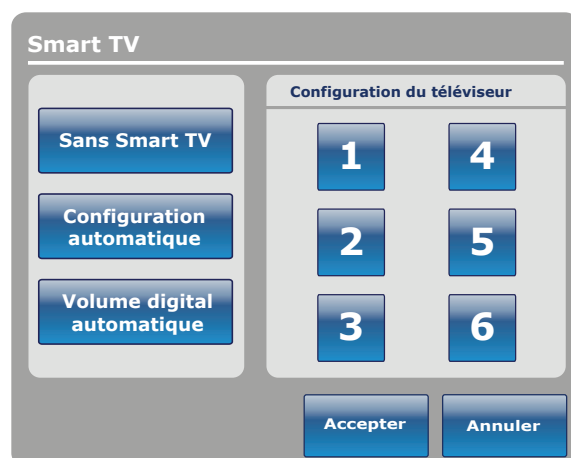 Smart TV
Sans Smart TV
Configuration
automatique
Volume digital
automatique
Configuration du téléviseur
1
4
2
5
3
6
Accepter
Annuler